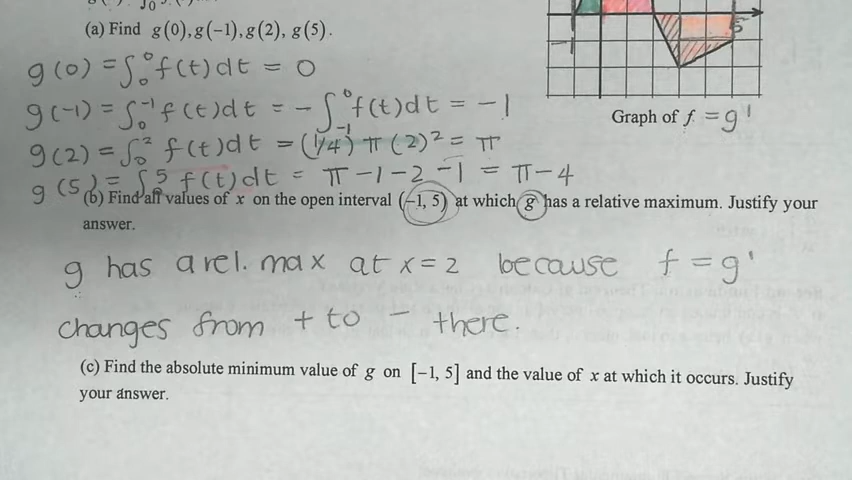 (a) Find g(0), g(-1), g(2), g(5).
g(0) = ∫₀⁰ f(t)dt = 0
g(-1) = ∫₀⁻¹ f(t)dt = - ∫₋₁⁰ f(t)dt = -1
g(2) = ∫₀² f(t)dt = (1/4) π (2)² = π
g(5) = ∫ 5 f(t)dt = π -1 -2 -1 = π - 4
-1
5
Graph of f = g'
(b) Find all values of x on the open interval (-1, 5) at which g has a relative maximum. Justify your
answer.
g has a rel. max at x = 2 because f = g'
changes from + to - there.
(c) Find the absolute minimum value of g on [-1, 5] and the value of x at which it occurs. Justify
your answer.